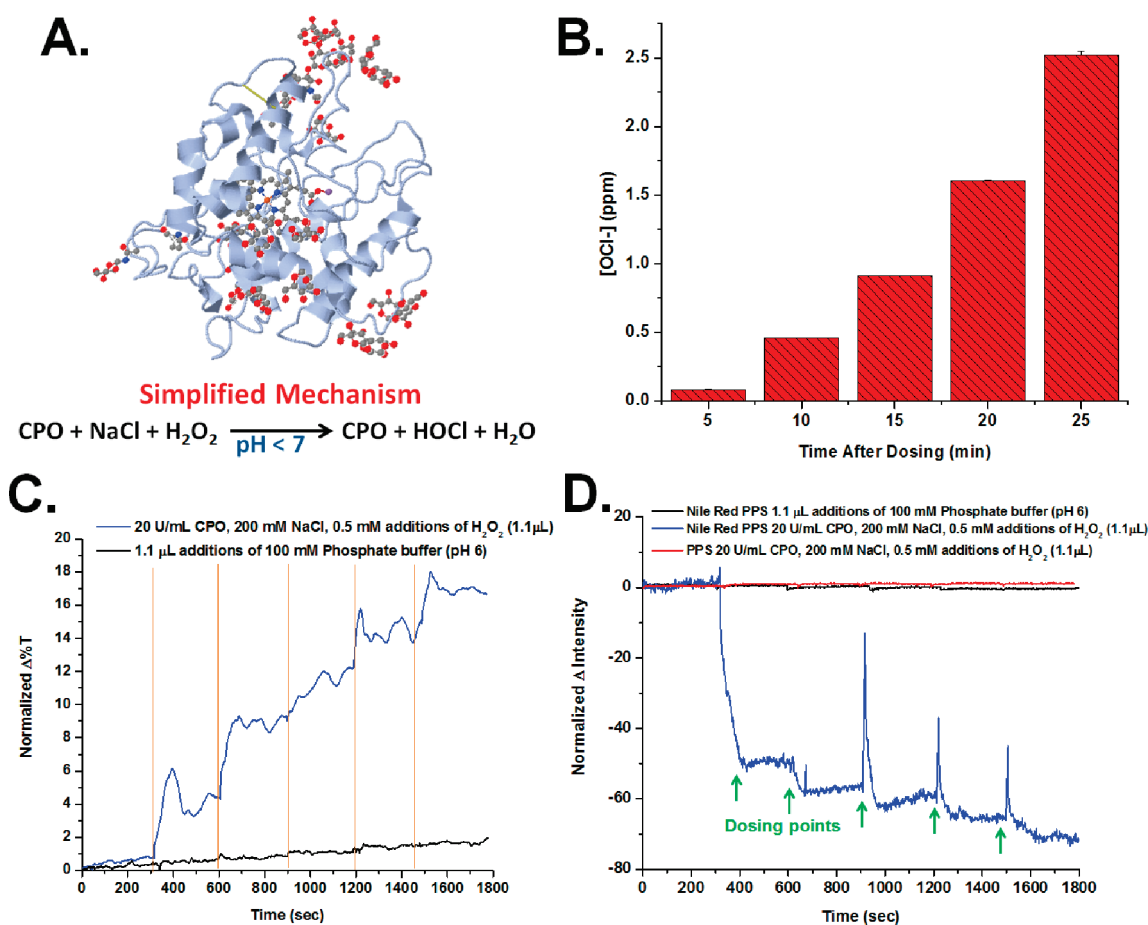 A.
Simplified Mechanism
CPO + NaCl + H₂O₂ → CPO + HOCl + H₂O
pH < 7
B.
2.5
2.0
1.5
1.0
0.5
0.0
[OCl-] (ppm)
5 10 15 20 25
Time After Dosing (min)
C.
20 U/mL CPO, 200 mM NaCl, 0.5 mM additions of H₂O₂ (1.1µL)
1.1 µL additions of 100 mM Phosphate buffer (pH 6)
18
16
14
12
10
8
6
4
2
0
Normalized Δ%T
0 200 400 600 800 1000 1200 1400 1600 1800
Time (sec)
D.
Nile Red PPS 1.1 µL additions of 100 mM Phosphate buffer (pH 6)
Nile Red PPS 20 U/mL CPO, 200 mM NaCl, 0.5 mM additions of H₂O₂ (1.1µL)
PPS 20 U/mL CPO, 200 mM NaCl, 0.5 mM additions of H₂O₂ (1.1µL)
20
0
-20
-40
-60
-80
Normalized Δ Intensity
Dosing points
0 200 400 600 800 1000 1200 1400 1600 1800
Time (sec)